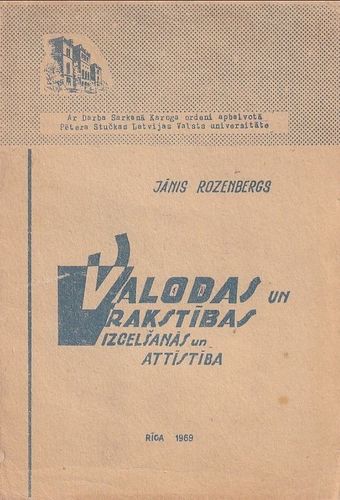 Ar Darba Sarkanā Karoga ordeni apbalvotā
Pētera Stučkas Latvijas Valsts universitāte
JĀNIS ROZENBERGS
VALODAS UN
RAKSTĪBAS
IZCELŠANĀS un
ATTĪSTĪBA
RĪGA 1969